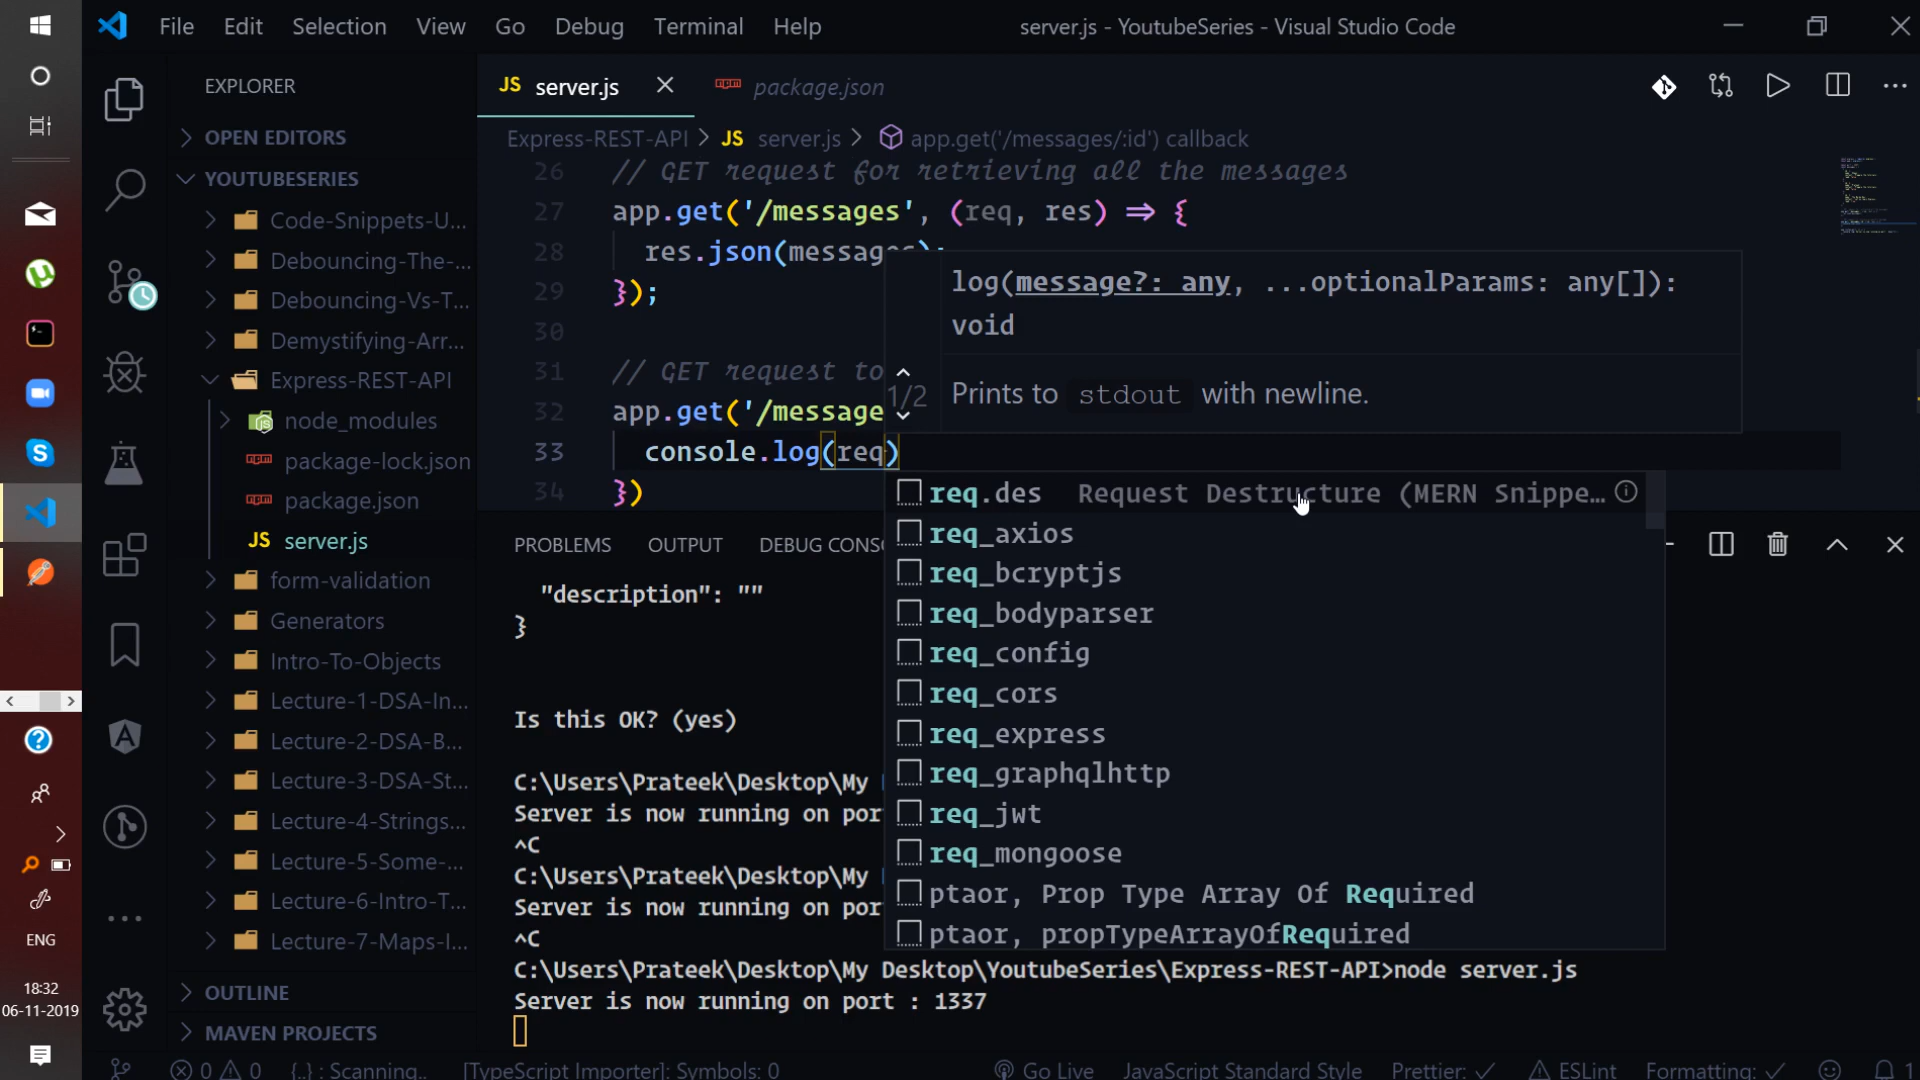 File Edit Selection View Go Debug Terminal Help
server.js - YoutubeSeries - Visual Studio Code
EXPLORER
OPEN EDITORS
YOUTUBESERIES
Code-Snippets-U...
Debouncing-The-...
Debouncing-Vs-T...
Demystifying-Arr...
Express-REST-API
node_modules
package-lock.json
package.json
JS server.js
form-validation
Generators
Intro-To-Objects
Lecture-1-DSA-In...
Lecture-2-DSA-B...
Lecture-3-DSA-St...
Lecture-4-Strings...
Lecture-5-Some-...
Lecture-6-Intro-T...
Lecture-7-Maps-I...
OUTLINE
MAVEN PROJECTS
JS server.js
package.json
Express-REST-API > JS server.js > app.get('/messages/:id') callback
26 // GET request for retrieving all the messages
27 app.get('/messages', (req, res) ⇒ {
28 res.json(messages);
29 });
30
31 // GET request to
32 app.get('/message
33 console.log(req)
34 })
log(message?: any, ...optionalParams: any[]):
void
1/2
Prints to stdout with newline.
req.des Request Destructure (MERN Snippe...
req_axios
req_bcryptjs
req_bodyparser
req_config
req_cors
req_express
req_graphqlhttp
req_jwt
req_mongoose
ptaor, Prop Type Array Of Required
ptaor, propTypeArrayOfRequired
PROBLEMS OUTPUT DEBUG CONS
"description": ""
}
Is this OK? (yes)
C:\Users\Prateek\Desktop\My
Server is now running on por
^C
C:\Users\Prateek\Desktop\My
Server is now running on por
^C
C:\Users\Prateek\Desktop\My Desktop\YoutubeSeries\Express-REST-API>node server.js
Server is now running on port : 1337
ENG
18:32
06-11-2019
0 0 {..} : Scanning.. [TypeScript Importer]: Symbols: 0
Go Live JavaScript Standard Style Prettier: ✓ ESLint Formatting: ✓ 1